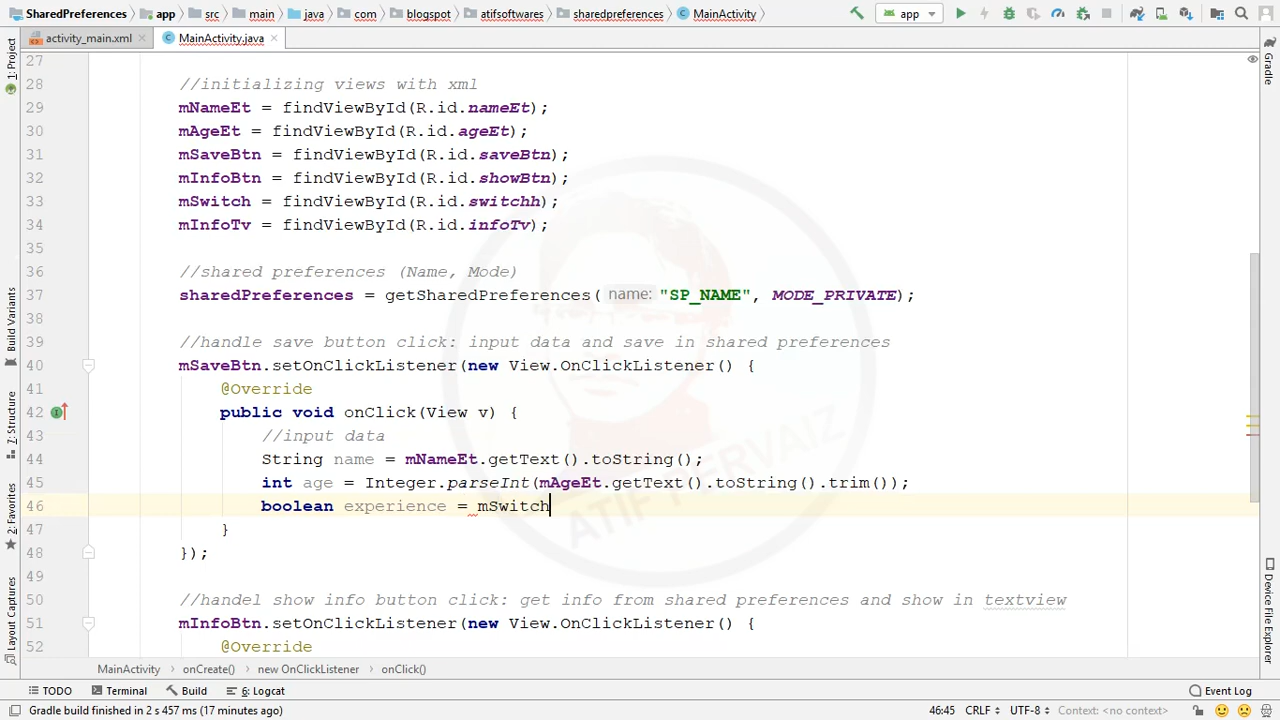 SharedPreferences app src main java com blogspot atifsoftwares sharedpreferences MainActivity app
activity_main.xml MainActivity.java
1: Project
Build Variants
7: Structure
2: Favorites
Layout Captures
27
28 //initializing views with xml
29 mNameEt = findViewById(R.id.nameEt);
30 mAgeEt = findViewById(R.id.ageEt);
31 mSaveBtn = findViewById(R.id.saveBtn);
32 mInfoBtn = findViewById(R.id.showBtn);
33 mSwitch = findViewById(R.id.switchh);
34 mInfoTv = findViewById(R.id.infoTv);
35
36 //shared preferences (Name, Mode)
37 sharedPreferences = getSharedPreferences( name: "SP_NAME", MODE_PRIVATE);
38
39 //handle save button click: input data and save in shared preferences
40 mSaveBtn.setOnClickListener(new View.OnClickListener() {
41 @Override
42 public void onClick(View v) {
43 //input data
44 String name = mNameEt.getText().toString();
45 int age = Integer.parseInt(mAgeEt.getText().toString().trim());
46 boolean experience = mSwitch
47 }
48 });
49
50 //handel show info button click: get info from shared preferences and show in textview
51 mInfoBtn.setOnClickListener(new View.OnClickListener() {
52 @Override
ATIF PERVAIZ
Gradle
Device File Explorer
MainActivity onCreate() new OnClickListener onClick()
TODO Terminal Build 6: Logcat Event Log
Gradle build finished in 2 s 457 ms (17 minutes ago) 46:45 CRLF UTF-8 Context: <no context>